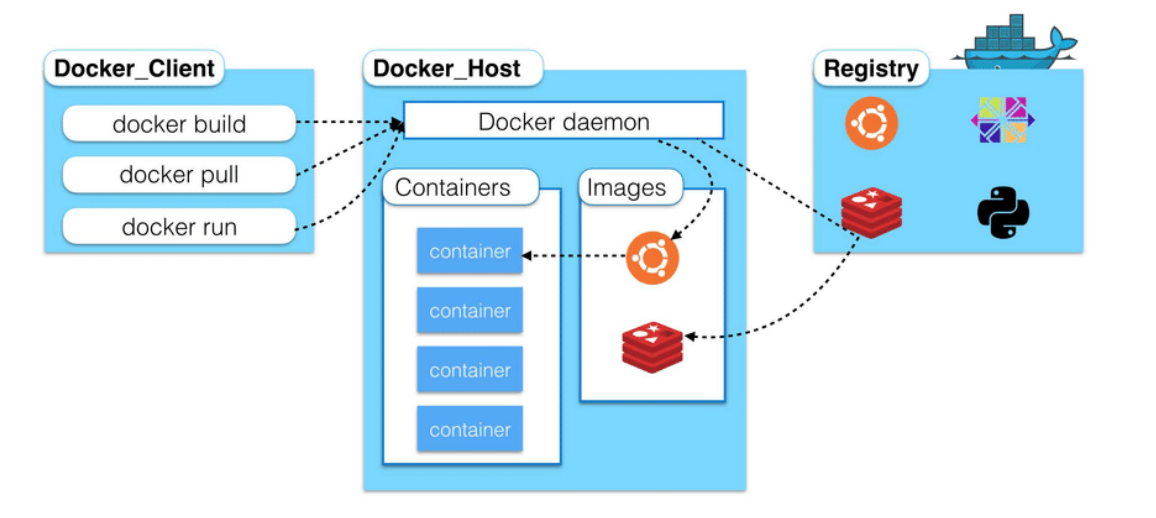 Docker_Client
docker build
docker pull
docker run
Docker_Host
Docker daemon
Containers
container
container
container
container
Images
Registry